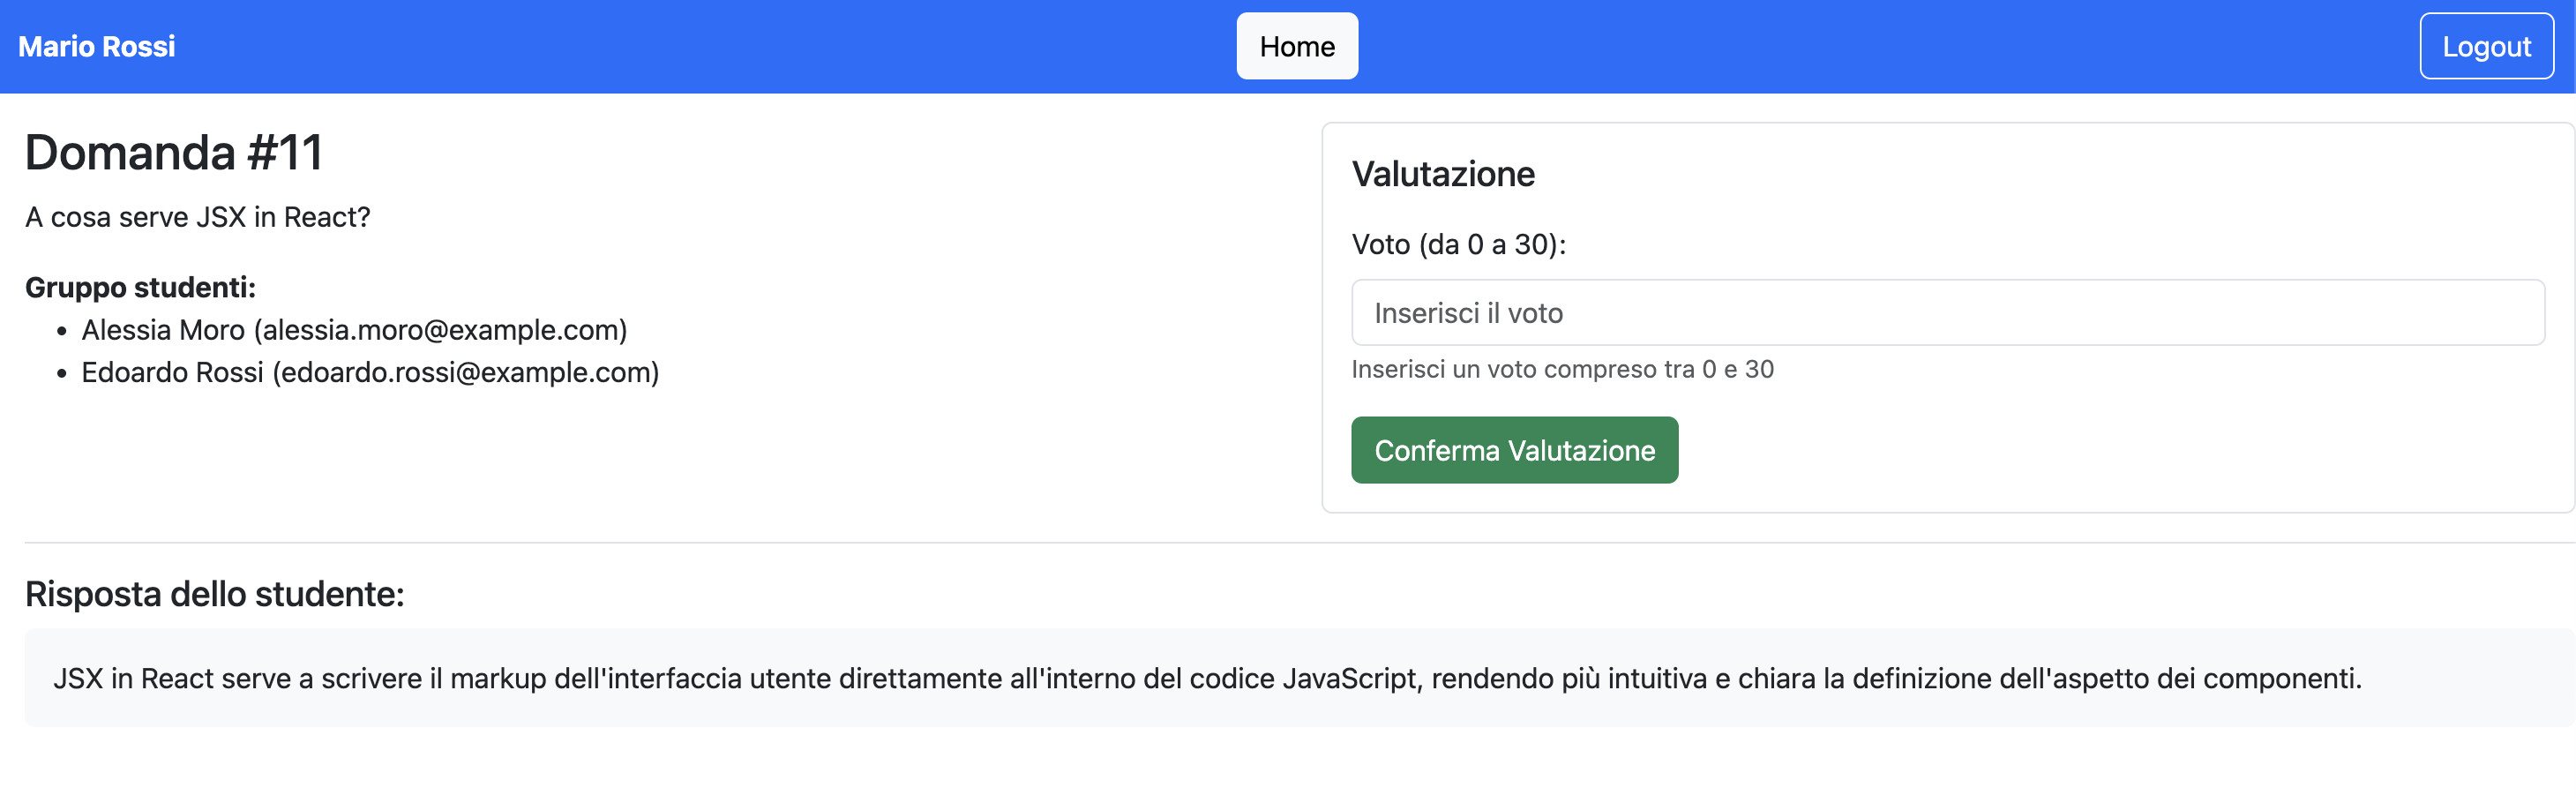 Mario Rossi
Home
Logout
Domanda #11
A cosa serve JSX in React?
Gruppo studenti:
• Alessia Moro (alessia.moro@example.com)
• Edoardo Rossi (edoardo.rossi@example.com)
Valutazione
Voto (da 0 a 30):
Inserisci il voto
Inserisci un voto compreso tra 0 e 30
Conferma Valutazione
Risposta dello studente:
JSX in React serve a scrivere il markup dell'interfaccia utente direttamente all'interno del codice JavaScript, rendendo più intuitiva e chiara la definizione dell'aspetto dei componenti.